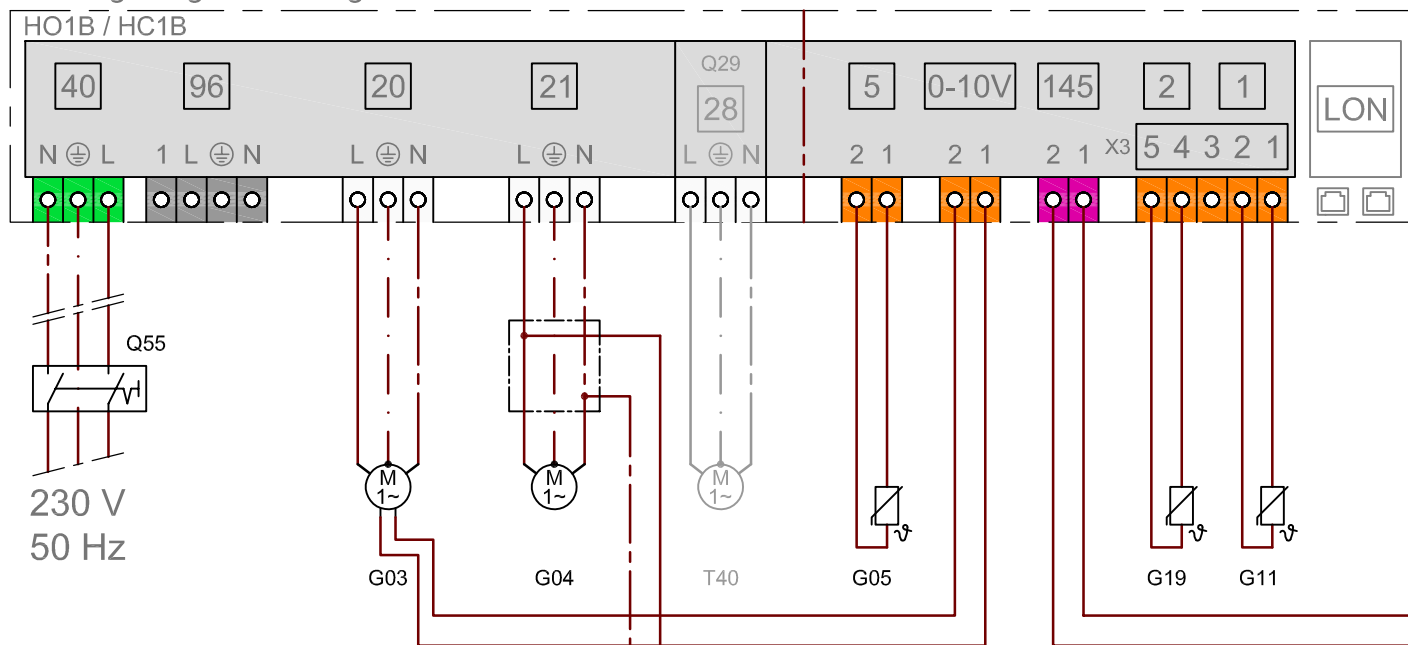 HO1B / HC1B
40 96 20 21 Q29 28 5 0-10V 145 2 1 LON
N L 1 L N L N L N L N 2 1 2 1 2 1 X3 5 4 3 2 1
Q55
M 1~ M 1~ M 1~ ϑ ϑ ϑ
230 V
50 Hz
G03 G04 T40 G05 G19 G11